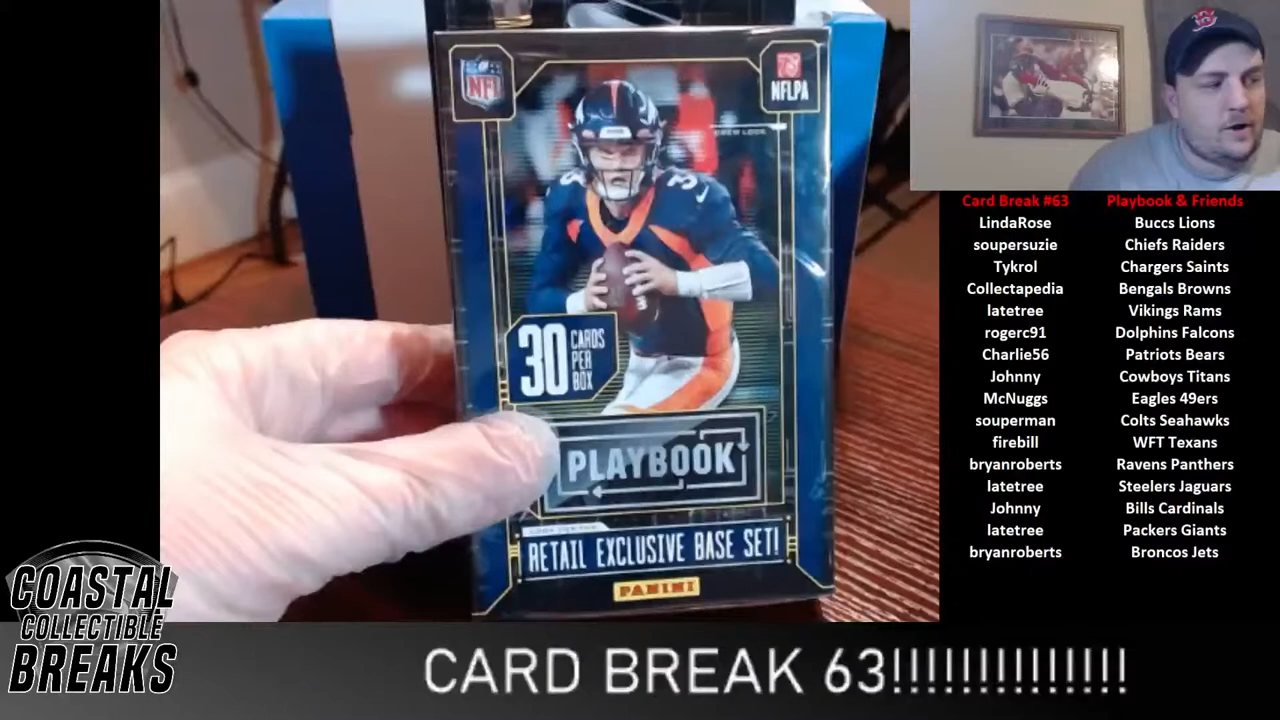 NFL
NFLPA
DREW LOCK
30
CARDS
PER
BOX
PLAYBOOK
RETAIL EXCLUSIVE BASE SET!
PANINI
Card Break #63 Playbook & Friends
LindaRose Buccs Lions
soupersuzie Chiefs Raiders
Tykrol Chargers Saints
Collectapedia Bengals Browns
latetree Vikings Rams
rogerc91 Dolphins Falcons
Charlie56 Patriots Bears
Johnny Cowboys Titans
McNuggs Eagles 49ers
souperman Colts Seahawks
firebill WFT Texans
bryanroberts Ravens Panthers
latetree Steelers Jaguars
Johnny Bills Cardinals
latetree Packers Giants
bryanroberts Broncos Jets
COASTAL
COLLECTIBLE
BREAKS
CARD BREAK 63!!!!!!!!!!!!!!!